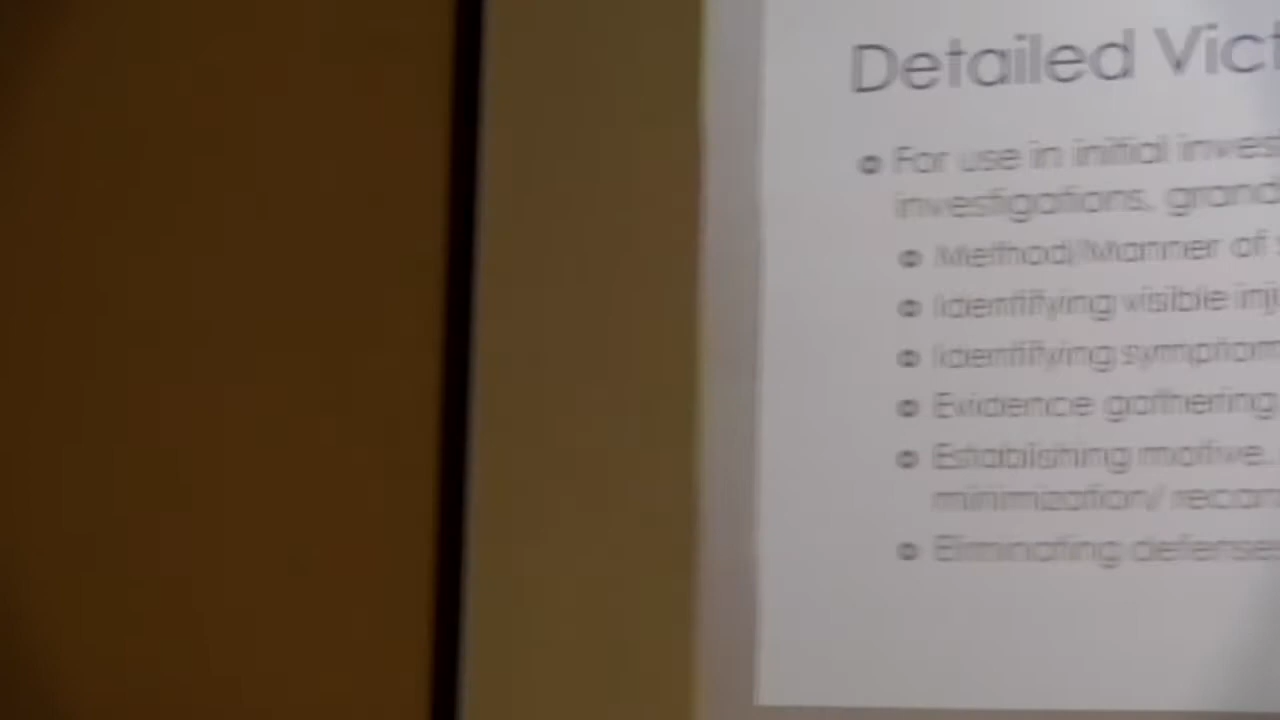 Detailed Vict
For use in initial inves
investigations, grand
Method/Manner of
Identifying visible inj
Identifying symptom
Evidence gathering
Establishing motive,
minimization/ recan
Eliminating defense